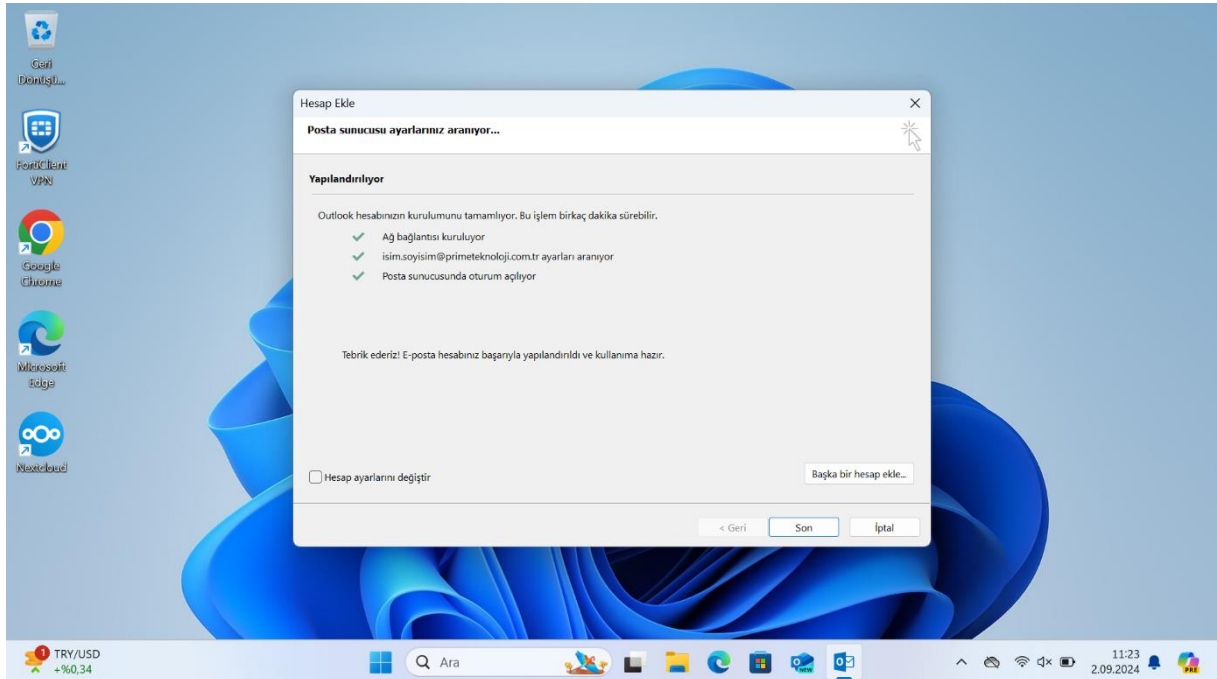 Geri
Dönüşü...
FortiClient
VPN
Google
Chrome
Microsoft
Edge
Nextcloud
Hesap Ekle
Posta sunucusu ayarlarınız aranıyor...
Yapılandırılıyor
Outlook hesabınızın kurulumunu tamamlıyor. Bu işlem birkaç dakika sürebilir.
Ağ bağlantısı kuruluyor
isim.soyisim@primeteknoloji.com.tr ayarları aranıyor
Posta sunucusunda oturum açılıyor
Tebrik ederiz! E-posta hesabınız başarıyla yapılandırıldı ve kullanıma hazır.
Hesap ayarlarını değiştir
Başka bir hesap ekle...
< Geri Son İptal
1
TRY/USD
+%0,34
Ara
NEW
11:23
2.09.2024
PRE